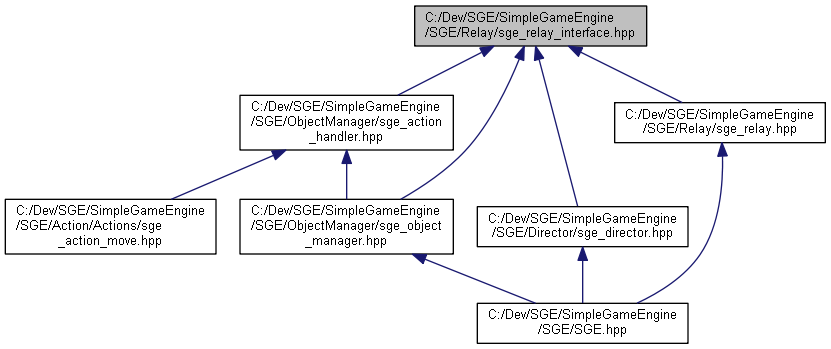 C:/Dev/SGE/SimpleGameEngine
/SGE/Relay/sge_relay_interface.hpp
C:/Dev/SGE/SimpleGameEngine
/SGE/ObjectManager/sge_action
_handler.hpp
C:/Dev/SGE/SimpleGameEngine
/SGE/Relay/sge_relay.hpp
C:/Dev/SGE/SimpleGameEngine
/SGE/Action/Actions/sge
_action_move.hpp
C:/Dev/SGE/SimpleGameEngine
/SGE/ObjectManager/sge_object
_manager.hpp
C:/Dev/SGE/SimpleGameEngine
/SGE/Director/sge_director.hpp
C:/Dev/SGE/SimpleGameEngine
/SGE/SGE.hpp